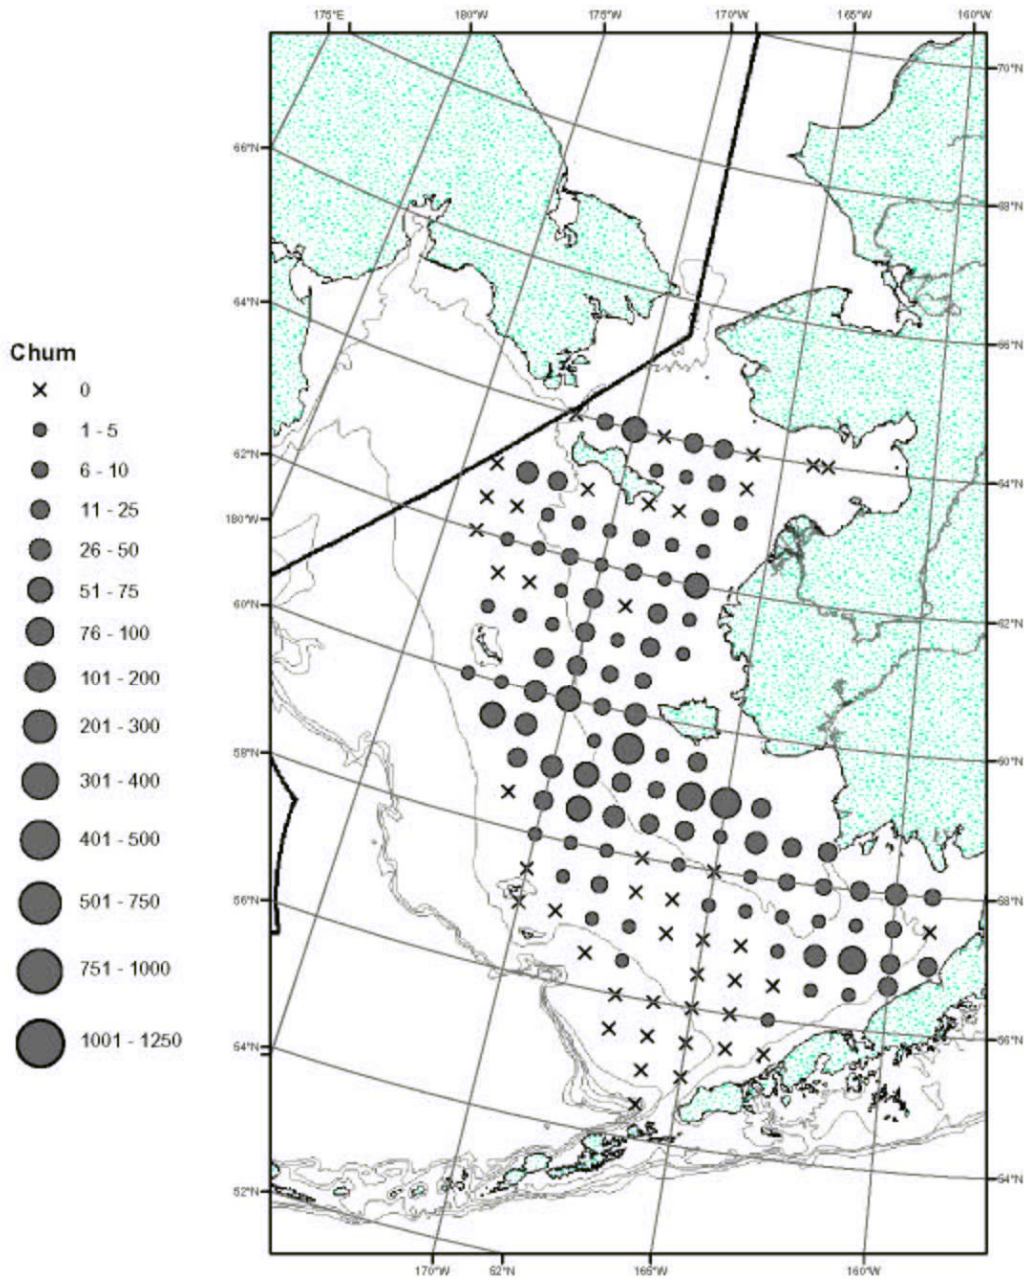 175°E 180°W 175°W 170°W 165°W 160°W
70°N
66°N
68°N
64°N
66°N
Chum
0
1 - 5
6 - 10
11 - 25
26 - 50
51 - 75
76 - 100
101 - 200
201 - 300
301 - 400
401 - 500
501 - 750
751 - 1000
1001 - 1250
62°N
64°N
180°W
60°N
62°N
58°N
60°N
56°N
58°N
54°N
56°N
52°N
54°N
170°W 52°N 165°W 160°W